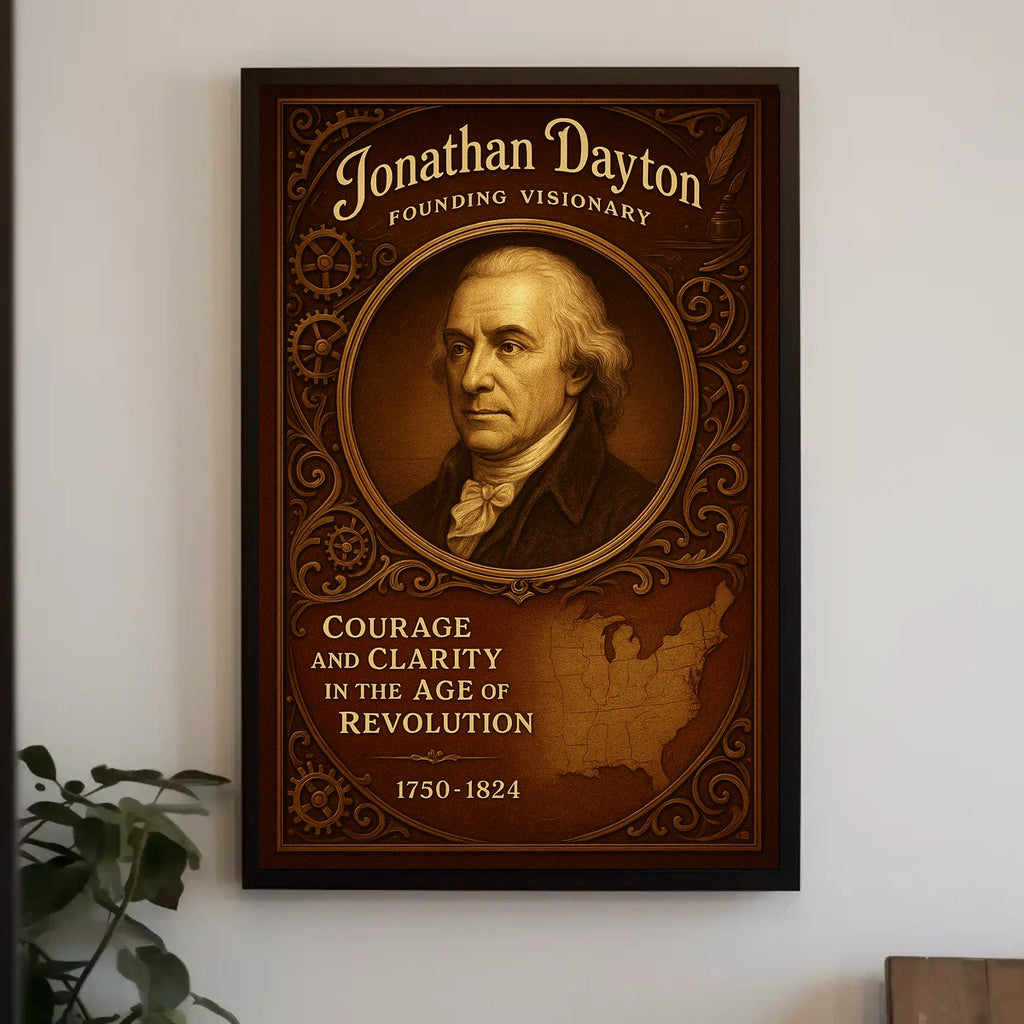 Jonathan Dayton
FOUNDING VISIONARY
COURAGE
AND CLARITY
IN THE AGE OF
REVOLUTION
1750-1824